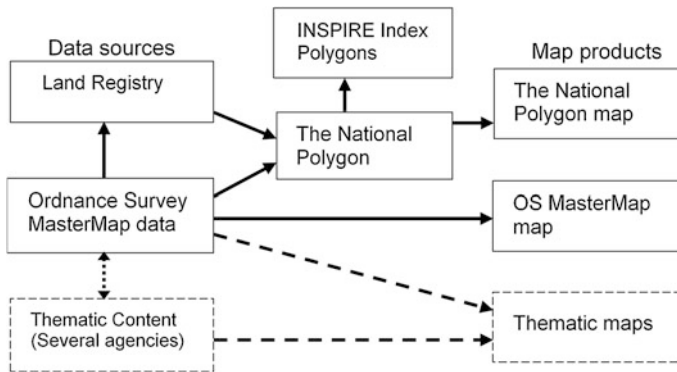 Data sources
Land Registry
Ordnance Survey
MasterMap data
Thematic Content
(Several agencies)
INSPIRE Index
Polygons
The National
Polygon
Map products
The National
Polygon map
OS MasterMap
map
Thematic maps